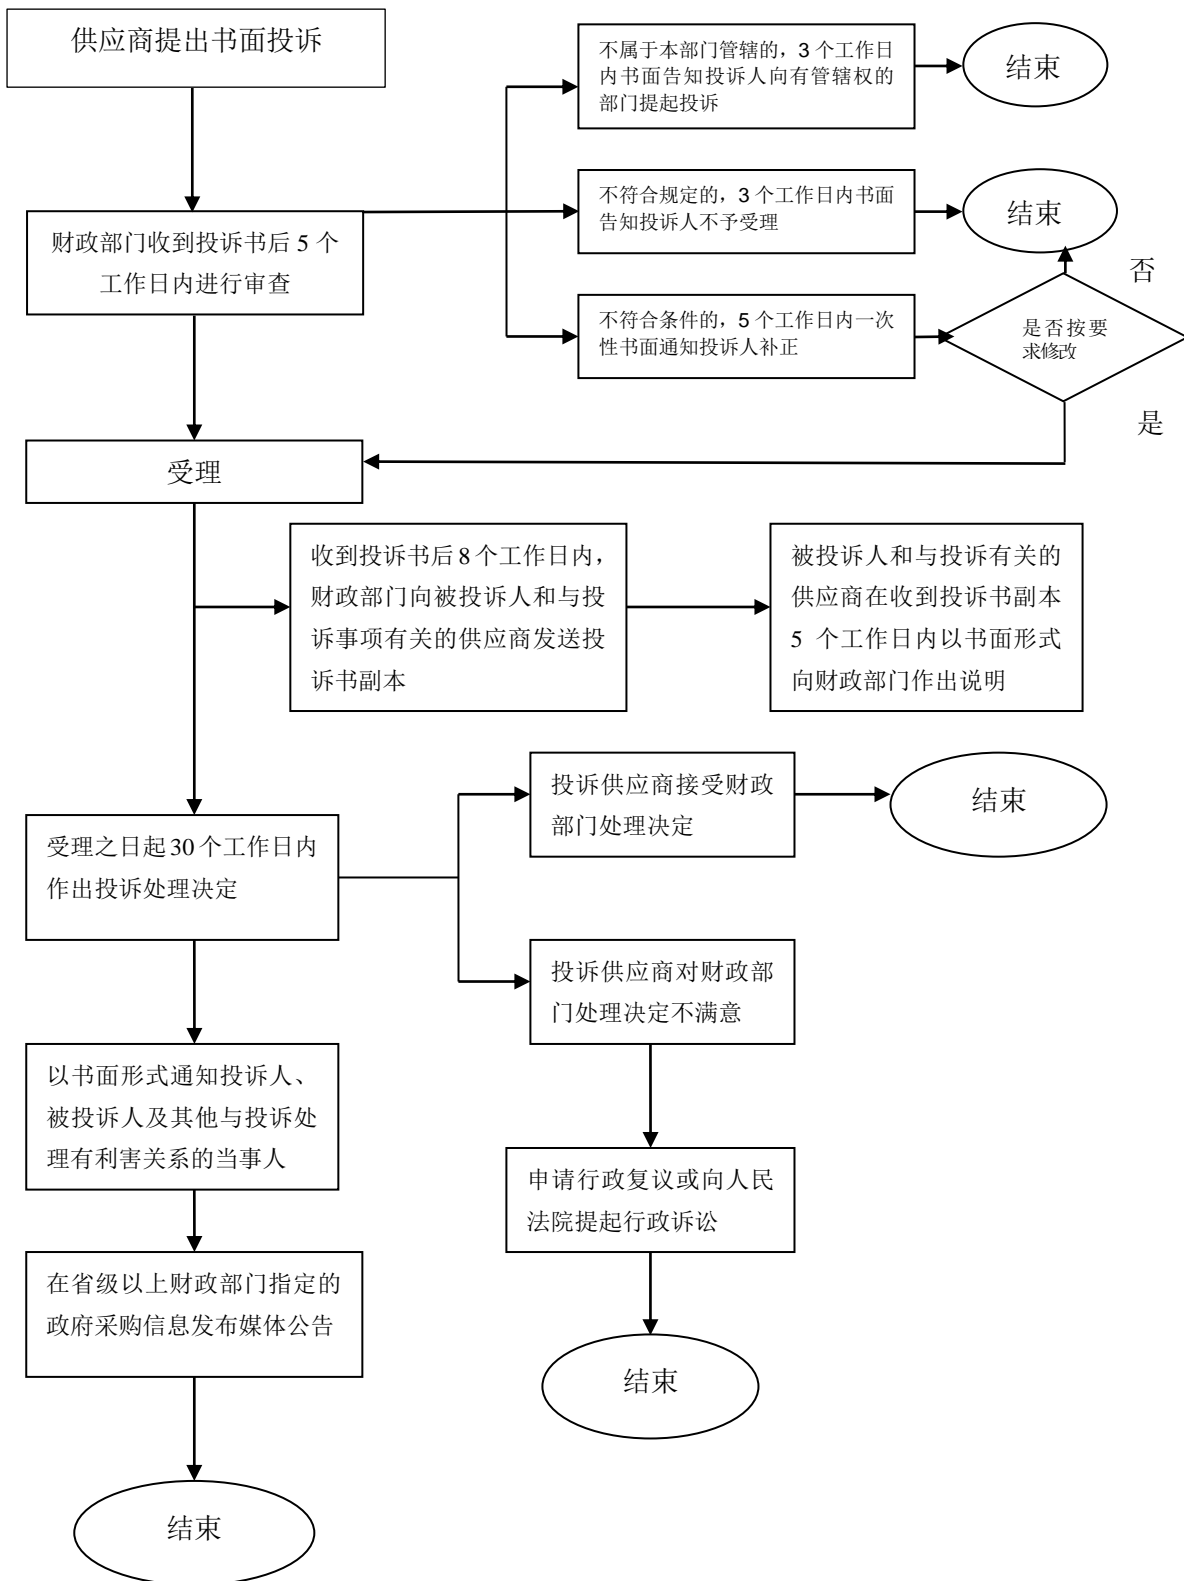 供应商提出书面投诉
不属于本部门管辖的，3 个工作日
内书面告知投诉人向有管辖权的
部门提起投诉
结束
不符合规定的，3 个工作日内书面
告知投诉人不予受理
结束
财政部门收到投诉书后 5 个
工作日内进行审查
否
不符合条件的，5 个工作日内一次
性书面通知投诉人补正
是否按要
求修改
是
受理
收到投诉书后 8 个工作日内，
财政部门向被投诉人和与投
诉事项有关的供应商发送投
诉书副本
被投诉人和与投诉有关的
供应商在收到投诉书副本
5 个工作日内以书面形式
向财政部门作出说明
投诉供应商接受财政
部门处理决定
结束
受理之日起 30 个工作日内
作出投诉处理决定
投诉供应商对财政部
门处理决定不满意
以书面形式通知投诉人、
被投诉人及其他与投诉处
理有利害关系的当事人
申请行政复议或向人民
法院提起行政诉讼
在省级以上财政部门指定的
政府采购信息发布媒体公告
结束
结束